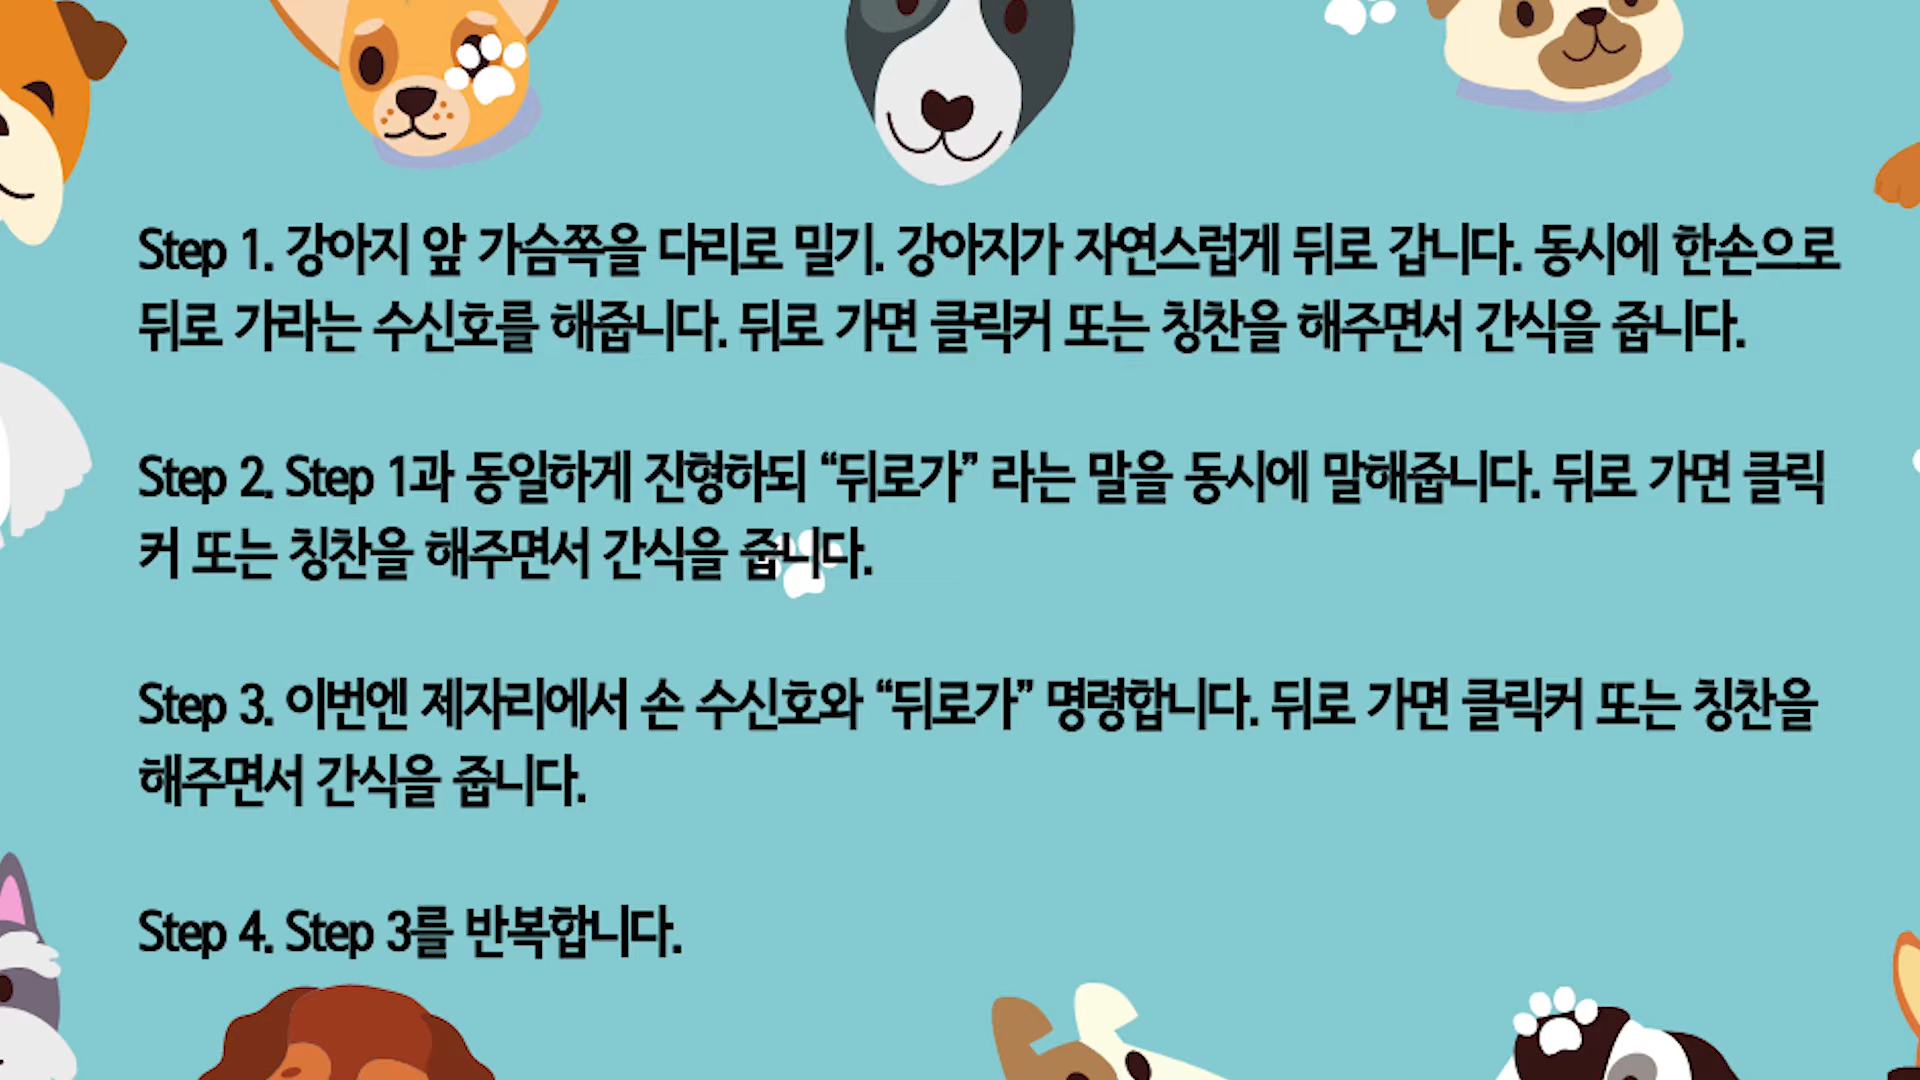 Step 1. 강아지 앞 가슴쪽을 다리로 밀기. 강아지가 자연스럽게 뒤로 갑니다. 동시에 한손으로
뒤로 가라는 수신호를 해줍니다. 뒤로 가면 클릭커 또는 칭찬을 해주면서 간식을 줍니다.
Step 2. Step 1과 동일하게 진형하되 “뒤로가” 라는 말을 동시에 말해줍니다. 뒤로 가면 클릭
커 또는 칭찬을 해주면서 간식을 줍니다.
Step 3. 이번엔 제자리에서 손 수신호와 “뒤로가” 명령합니다. 뒤로 가면 클릭커 또는 칭찬을
해주면서 간식을 줍니다.
Step 4. Step 3를 반복합니다.